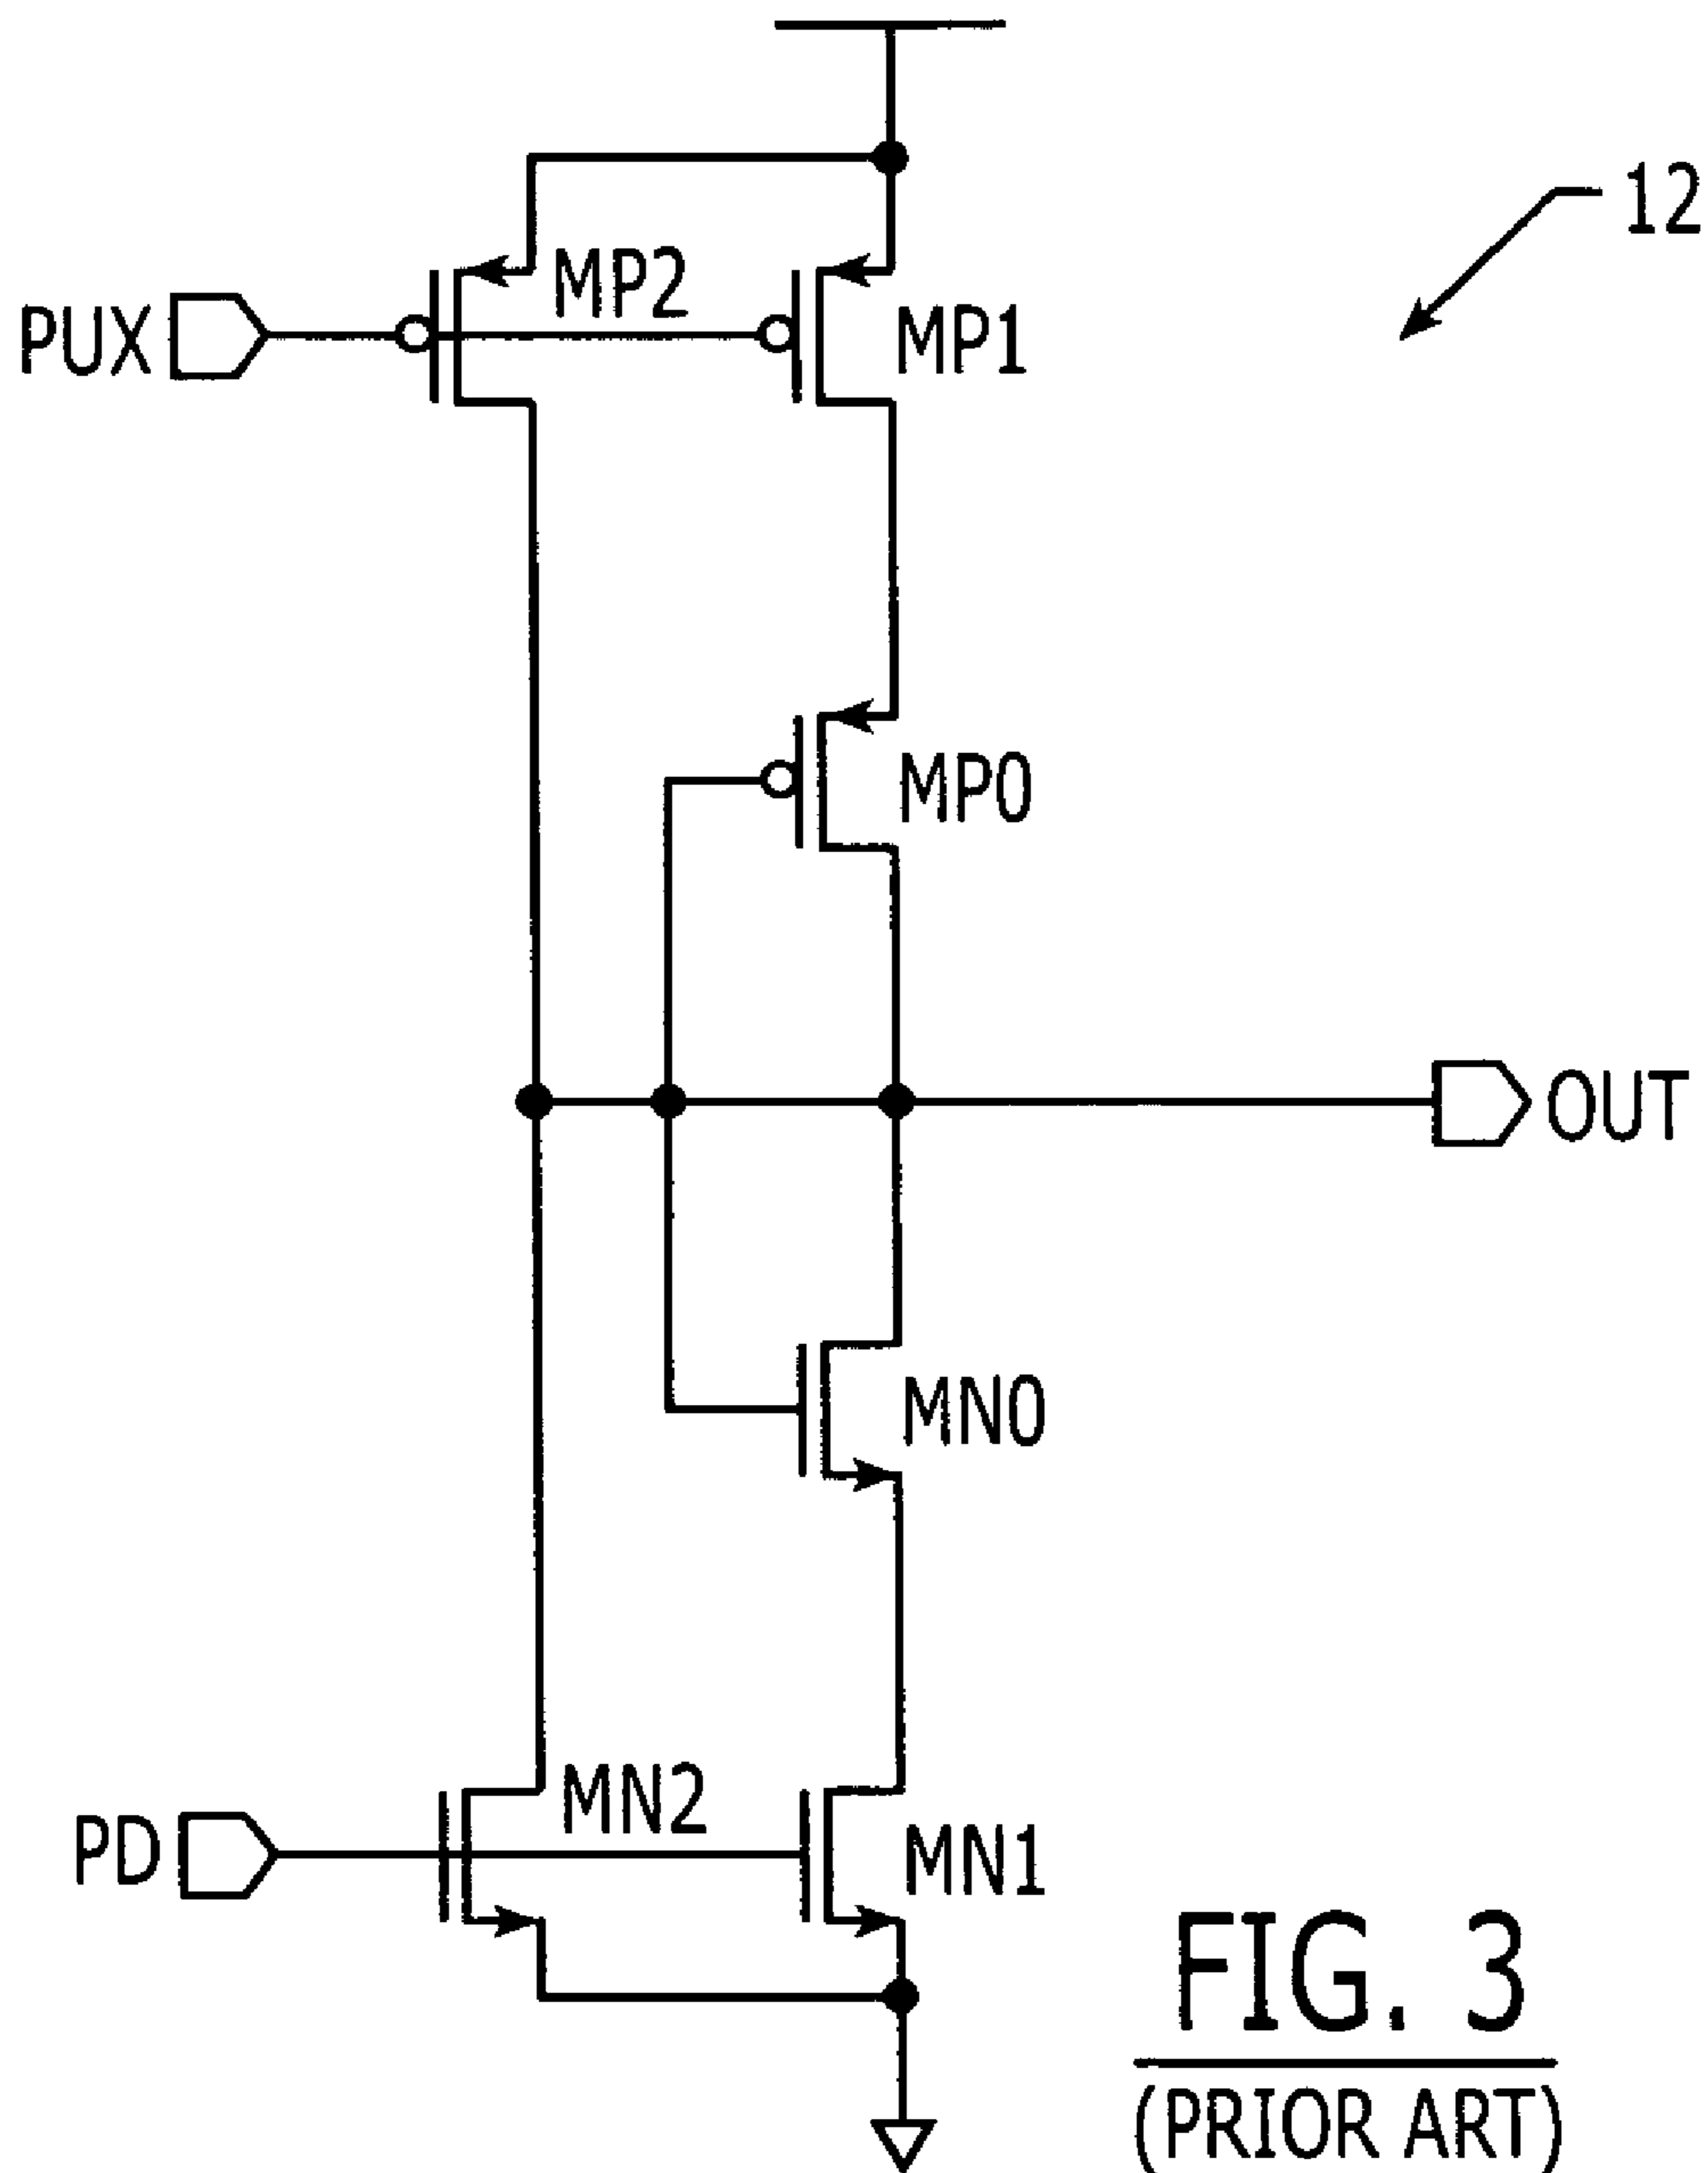 12
PUX
MP2
MP1
MP0
OUT
MN0
MN2
PD
MN1
FIG. 3
(PRIOR ART)